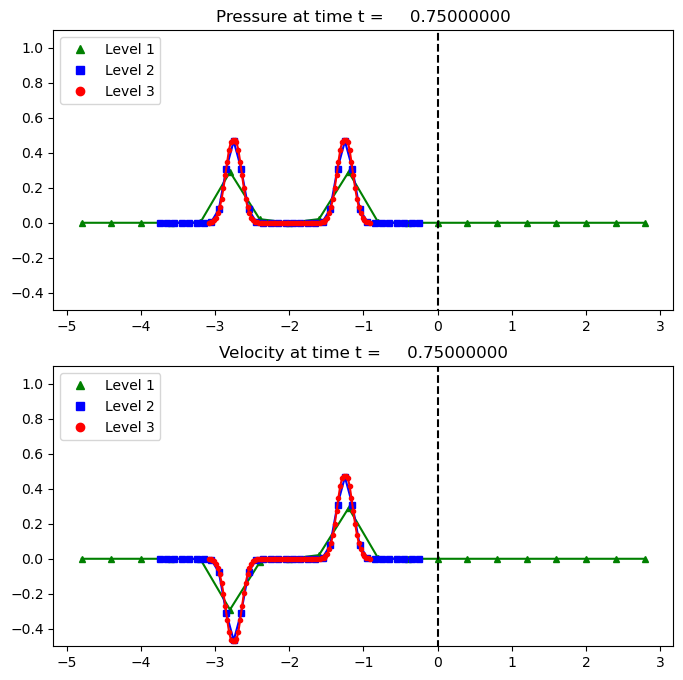 Pressure at time t = 0.75000000
1.0
0.8
0.6
0.4
0.2
0.0
−0.2
−0.4
Level 1
Level 2
Level 3
−5 −4 −3 −2 −1 0 1 2 3
Velocity at time t = 0.75000000
1.0
0.8
0.6
0.4
0.2
0.0
−0.2
−0.4
Level 1
Level 2
Level 3
−5 −4 −3 −2 −1 0 1 2 3